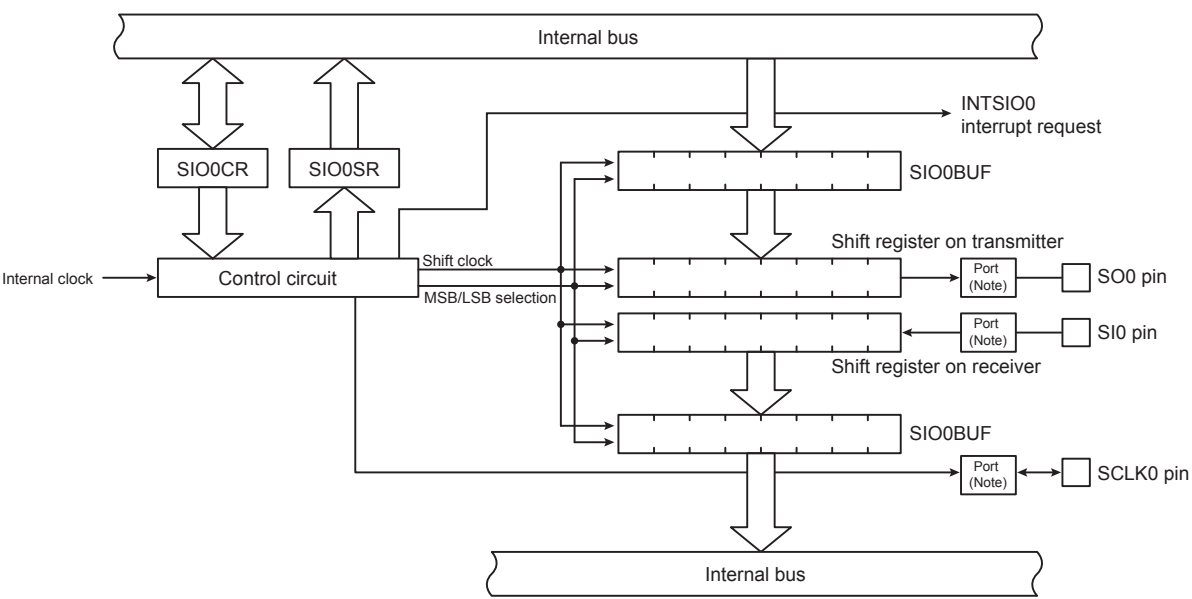 Internal bus
INTSIO0
interrupt request
SIO0CR
SIO0SR
SIO0BUF
Shift register on transmitter
Internal clock
Control circuit
Shift clock
MSB/LSB selection
Port
(Note)
SO0 pin
Port
(Note)
SI0 pin
Shift register on receiver
SIO0BUF
Port
(Note)
SCLK0 pin
Internal bus